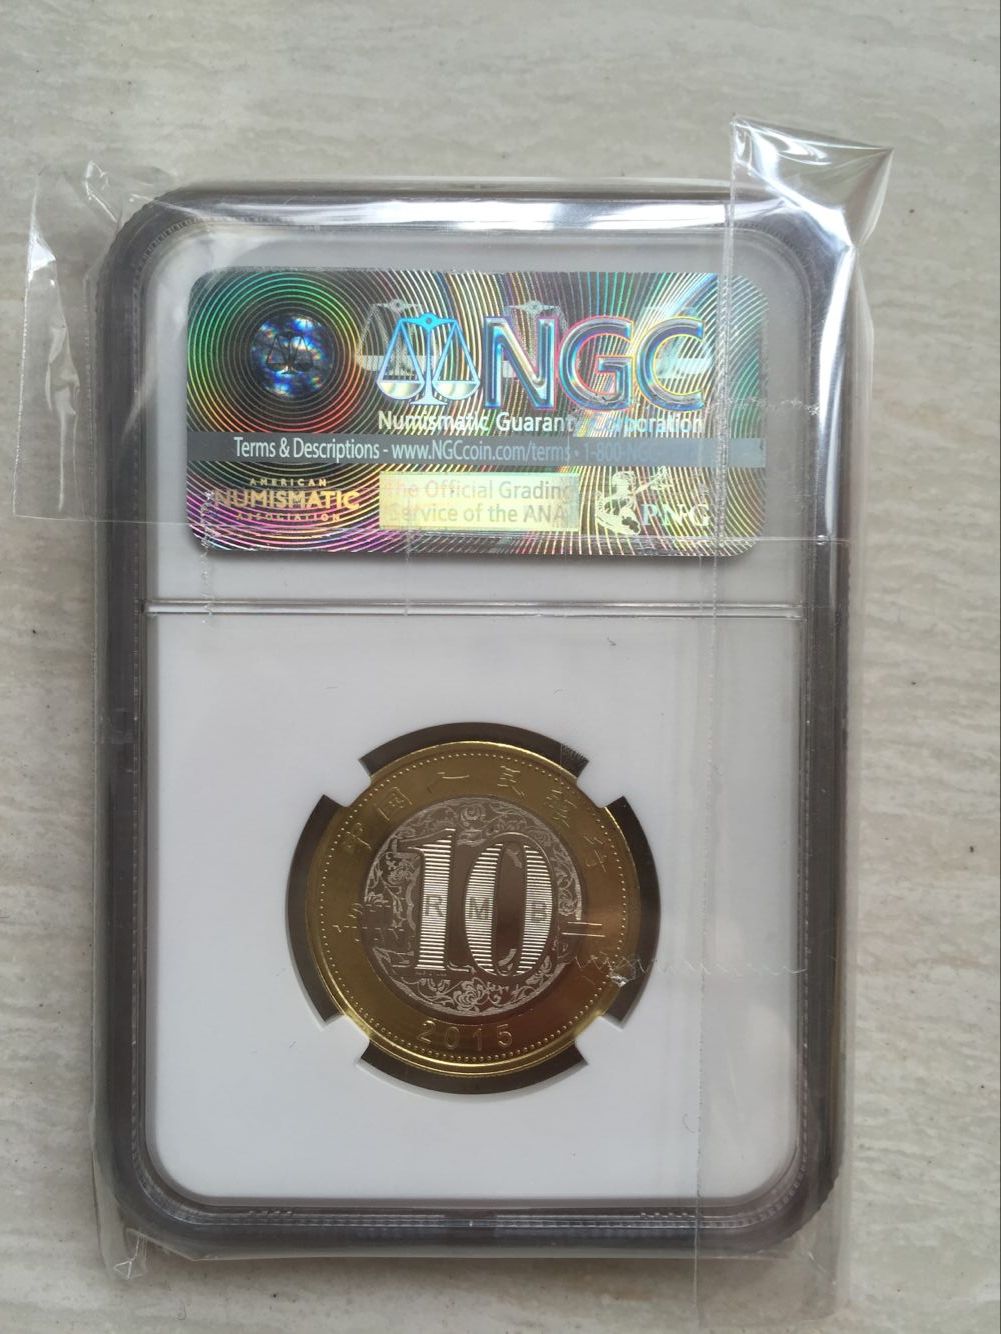 NGC
Numismatic Guaranty Corporation
Terms & Descriptions - www.NGCcoin.com/terms • 1-800-NGC
AMERICAN
NUMISMATIC
ASSOCIATION
The Official Grading
Service of the ANA
PNG
中国人民银行
10
RMB
2015